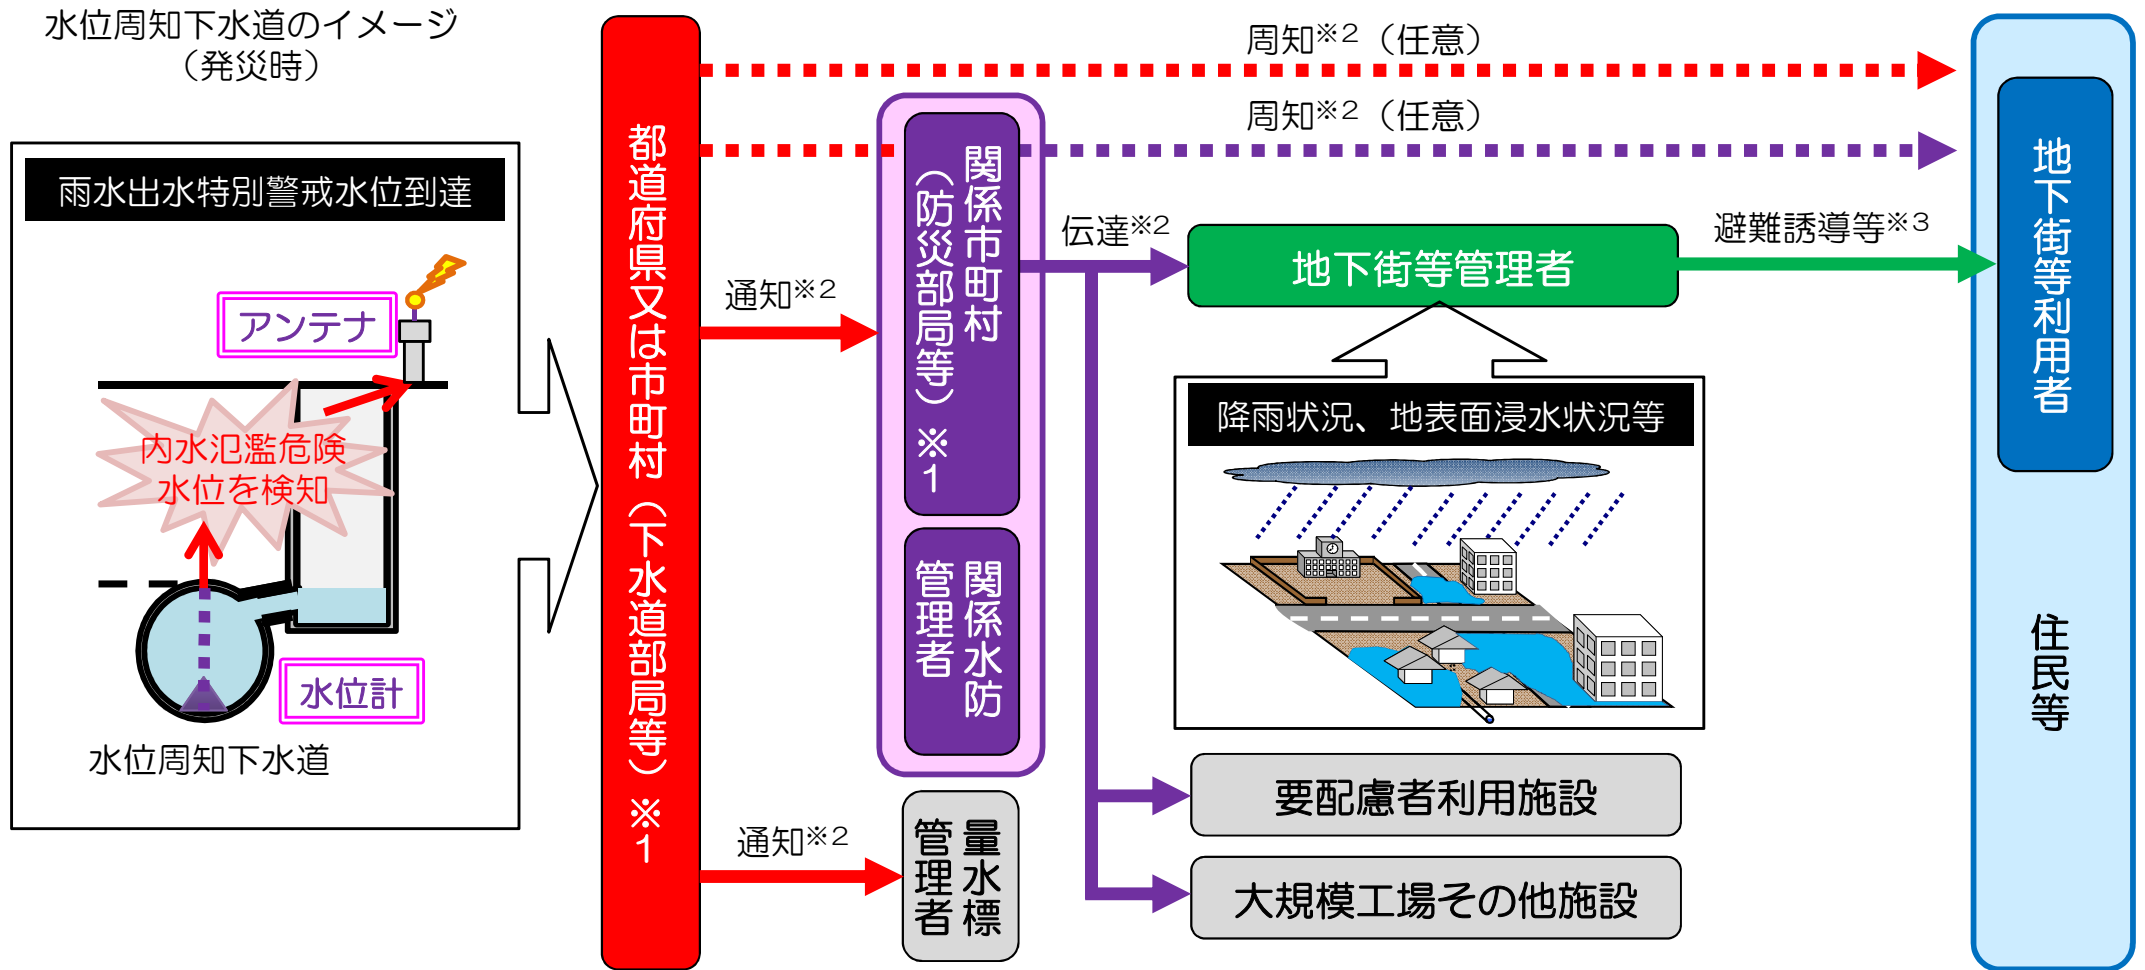 水位周知下水道のイメージ
（発災時）
雨水出水特別警戒水位到達
アンテナ
内水氾濫危険
水位を検知
水位計
水位周知下水道
都道府県又は市町村（下水道部局等）※1
周知※2（任意）
周知※2（任意）
通知※2
通知※2
関係市町村
（防災部局等）※1
関係水防
管理者
量水標
管理者
伝達※2
地下街等管理者
避難誘導等※3
降雨状況、地表面浸水状況等
要配慮者利用施設
大規模工場その他施設
地下街等利用者
住民等